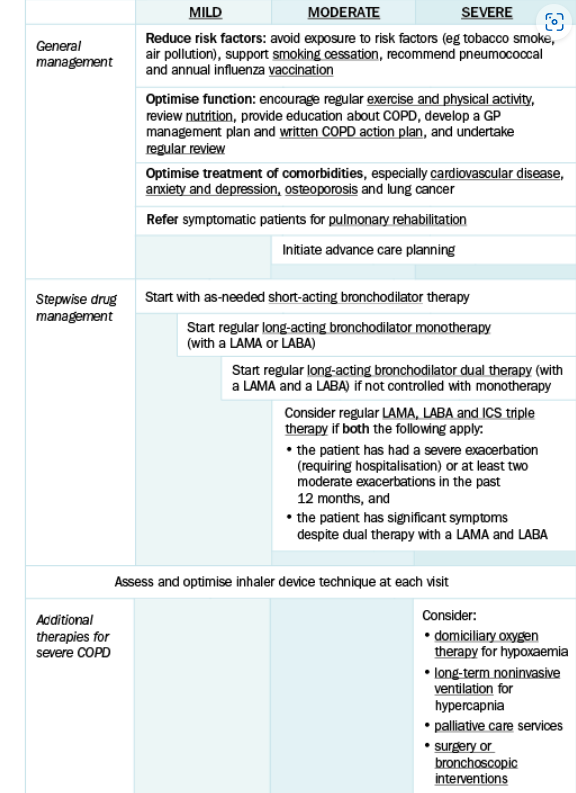 MILD MODERATE SEVERE
General
management
Reduce risk factors: avoid exposure to risk factors (eg tobacco smoke,
air pollution), support smoking cessation, recommend pneumococcal
and annual influenza vaccination
Optimise function: encourage regular exercise and physical activity,
review nutrition, provide education about COPD, develop a GP
management plan and written COPD action plan, and undertake
regular review
Optimise treatment of comorbidities, especially cardiovascular disease,
anxiety and depression, osteoporosis and lung cancer
Refer symptomatic patients for pulmonary rehabilitation
Initiate advance care planning
Stepwise drug
management
Start with as-needed short-acting bronchodilator therapy
Start regular long-acting bronchodilator monotherapy
(with a LAMA or LABA)
Start regular long-acting bronchodilator dual therapy (with
a LAMA and a LABA) if not controlled with monotherapy
Consider regular LAMA, LABA and ICS triple
therapy if both the following apply:
• the patient has had a severe exacerbation
(requiring hospitalisation) or at least two
moderate exacerbations in the past
12 months, and
• the patient has significant symptoms
despite dual therapy with a LAMA and LABA
Assess and optimise inhaler device technique at each visit
Additional
therapies for
severe COPD
Consider:
• domiciliary oxygen
therapy for hypoxaemia
• long-term noninvasive
ventilation for
hypercapnia
• palliative care services
• surgery or
bronchoscopic
interventions